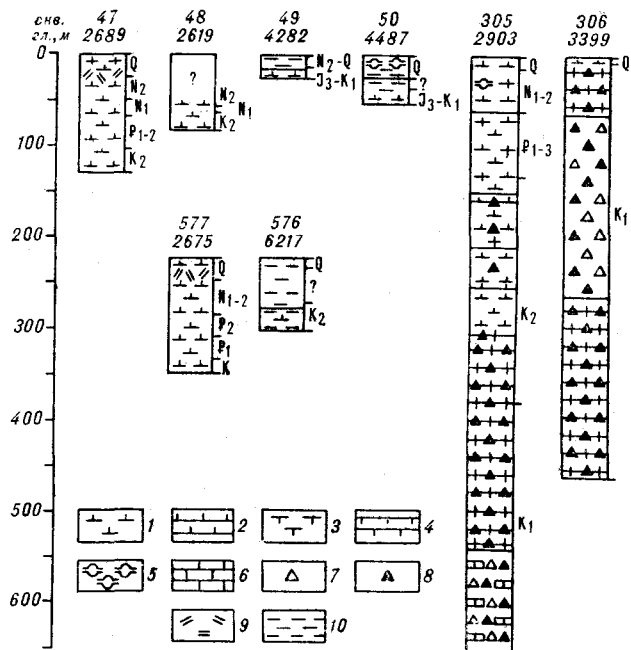 скв. 47 48 49 50 305 306
гл., м 2689 2619 4282 4487 2903 3399
0
100
200
300
400
500
600
Q
N₂
N₁
P₁₋₂
K₂
?
N₂
N₁
K₂
N₂-Q
J₃-K₁
Q
?
J₃-K₁
Q
N₁₋₂
P₁₋₃
K₂
K₁
Q
K₁
577 576
2675 6217
Q
N₁₋₂
P₂
P₁
K
Q
?
K₂
1 2 3 4
5 6 7 8
9 10